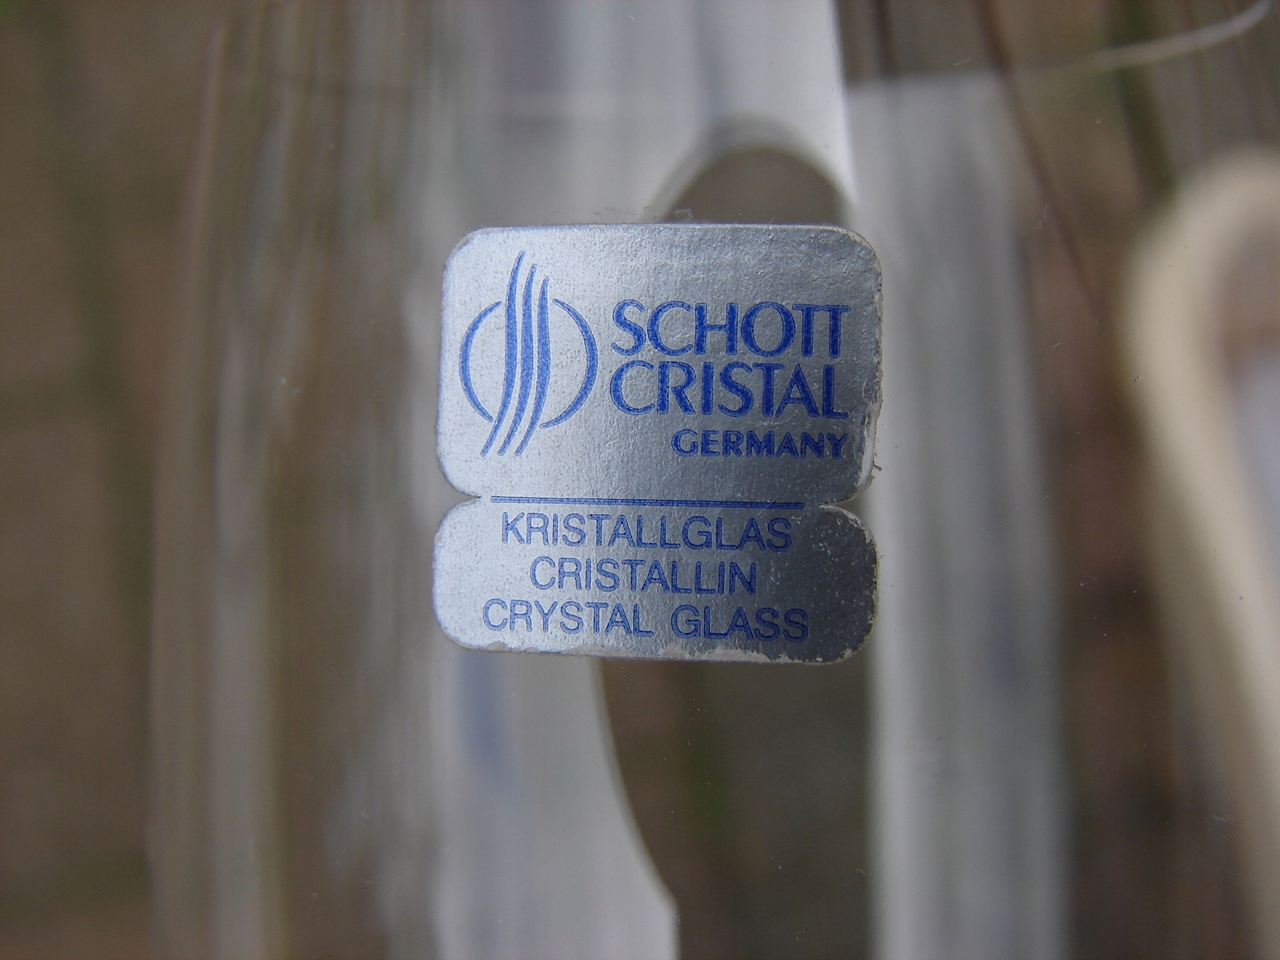 SCHOTT
CRISTAL
GERMANY
KRISTALLGLAS
CRISTALLIN
CRYSTAL GLASS